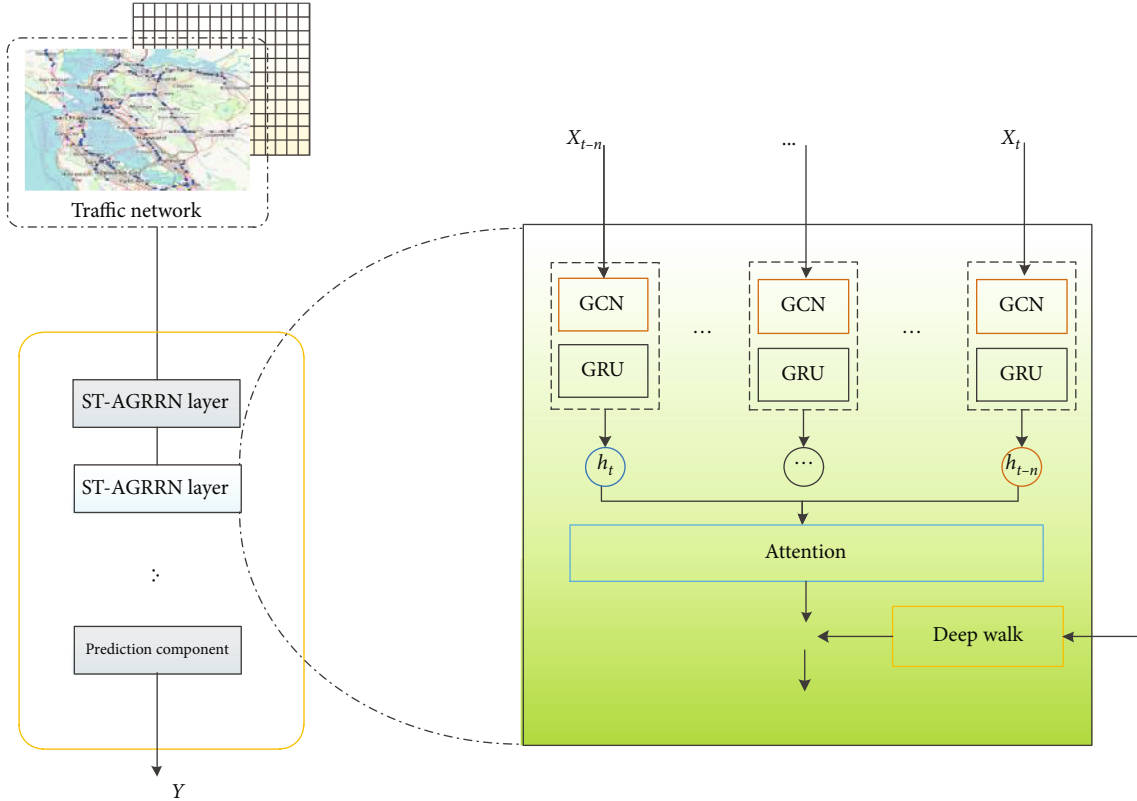 Traffic network
ST-AGRRN layer
ST-AGRRN layer
Prediction component
Y
X_{t–n} ... X_t
GCN GCN GCN
... ...
GRU GRU GRU
h_t ... h_{t–n}
Attention
Deep walk